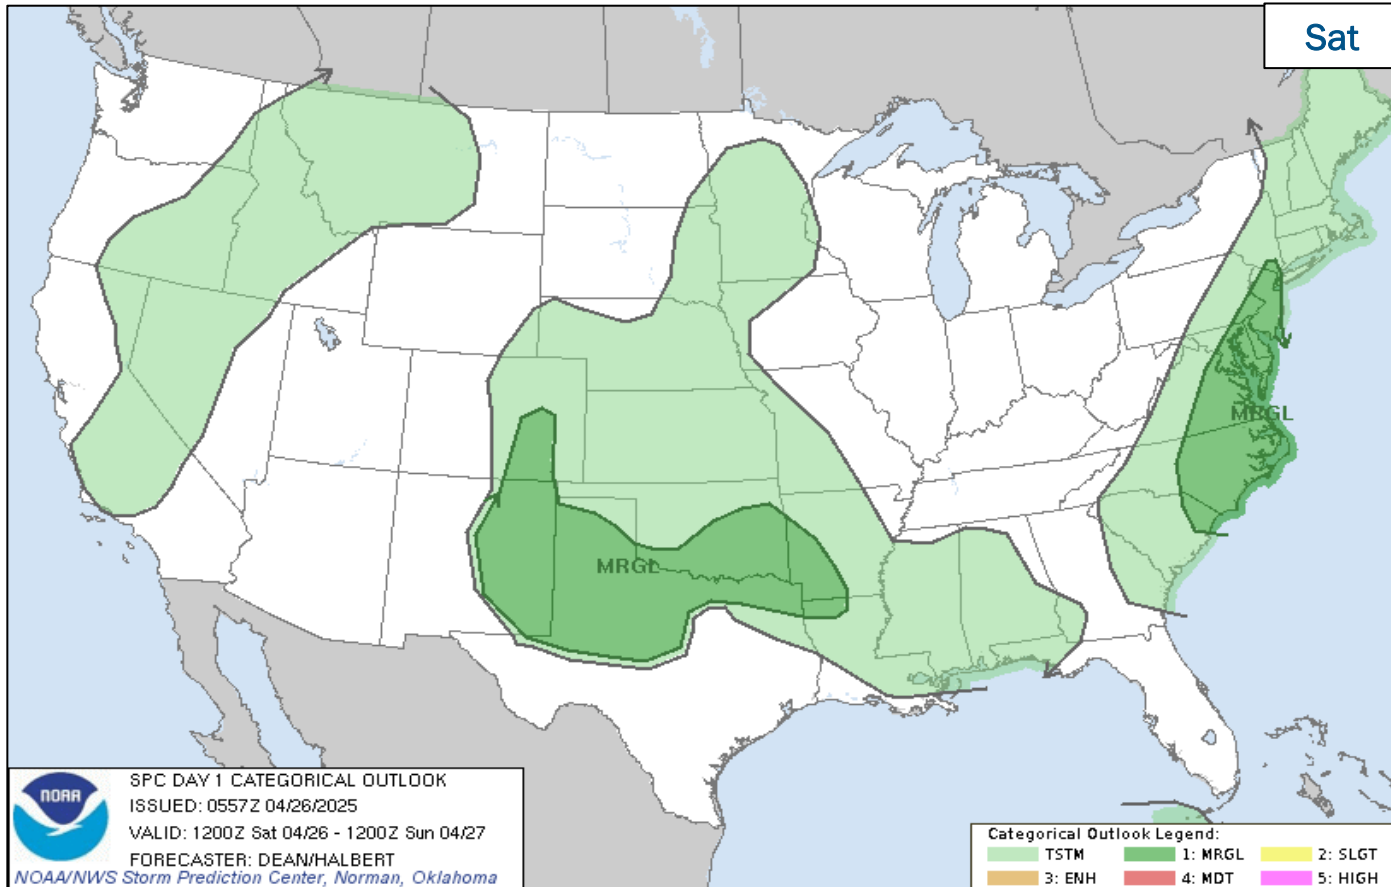 Sat
MRGL
MRGL
NOAA
SPC DAY 1 CATEGORICAL OUTLOOK
ISSUED: 0557Z 04/26/2025
VALID: 1200Z Sat 04/26 - 1200Z Sun 04/27
FORECASTER: DEAN/HALBERT
NOAA/NWS Storm Prediction Center, Norman, Oklahoma
Categorical Outlook Legend:
TSTM 1: MRGL 2: SLGT
3: ENH 4: MDT 5: HIGH